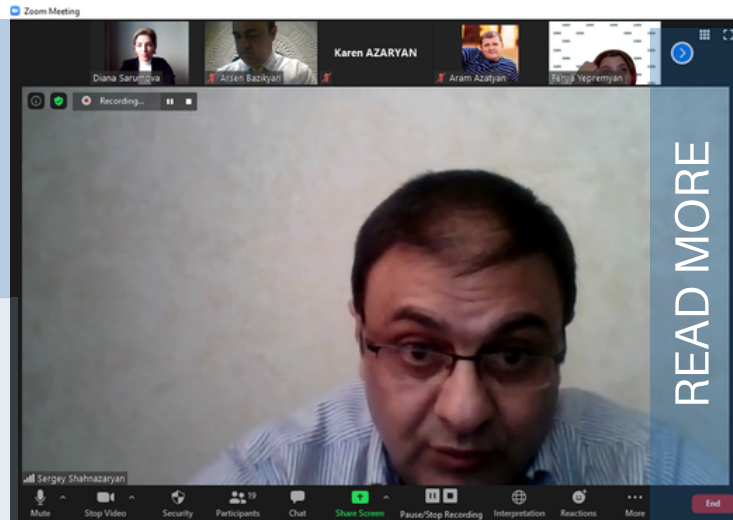 Zoom Meeting
Diana Sarumova
Arsen Bazikyan
Karen AZARYAN
Aram Azatyan
Fenya Yepremyan
Recording...
READ MORE
Sergey Shahnazaryan
Mute
Stop Video
Security
Participants
19
Chat
Share Screen
Pause/Stop Recording
Interpretation
Reactions
More
End